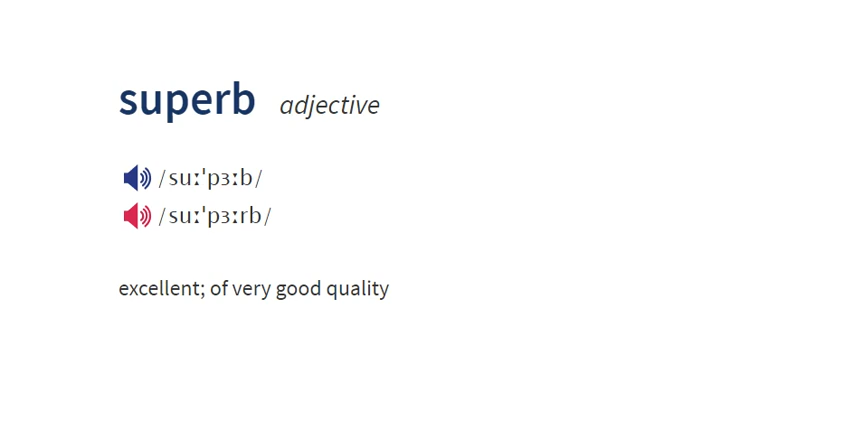 superb adjective
/suːˈpɜːb/
/suːˈpɜːrb/
excellent; of very good quality